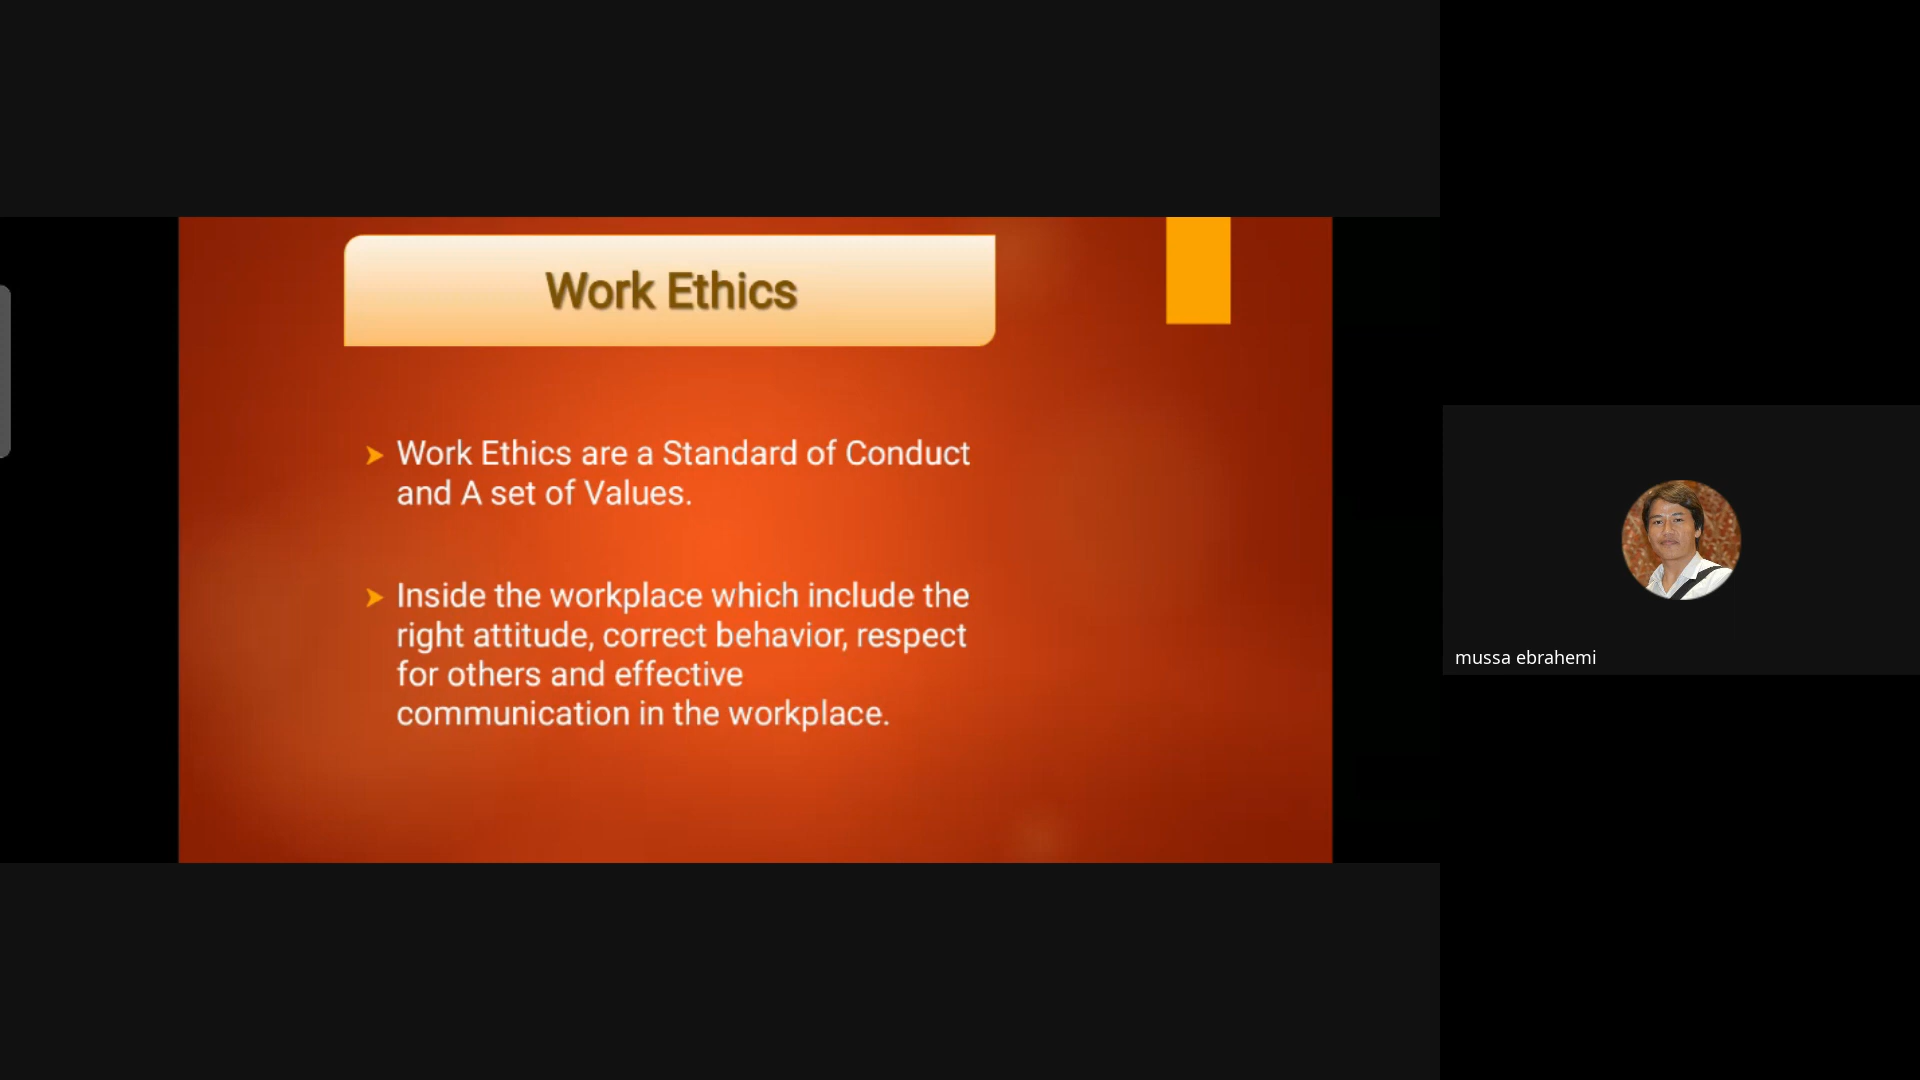 Work Ethics
Work Ethics are a Standard of Conduct
and A set of Values.
Inside the workplace which include the
right attitude, correct behavior, respect
for others and effective
communication in the workplace.
mussa ebrahemi